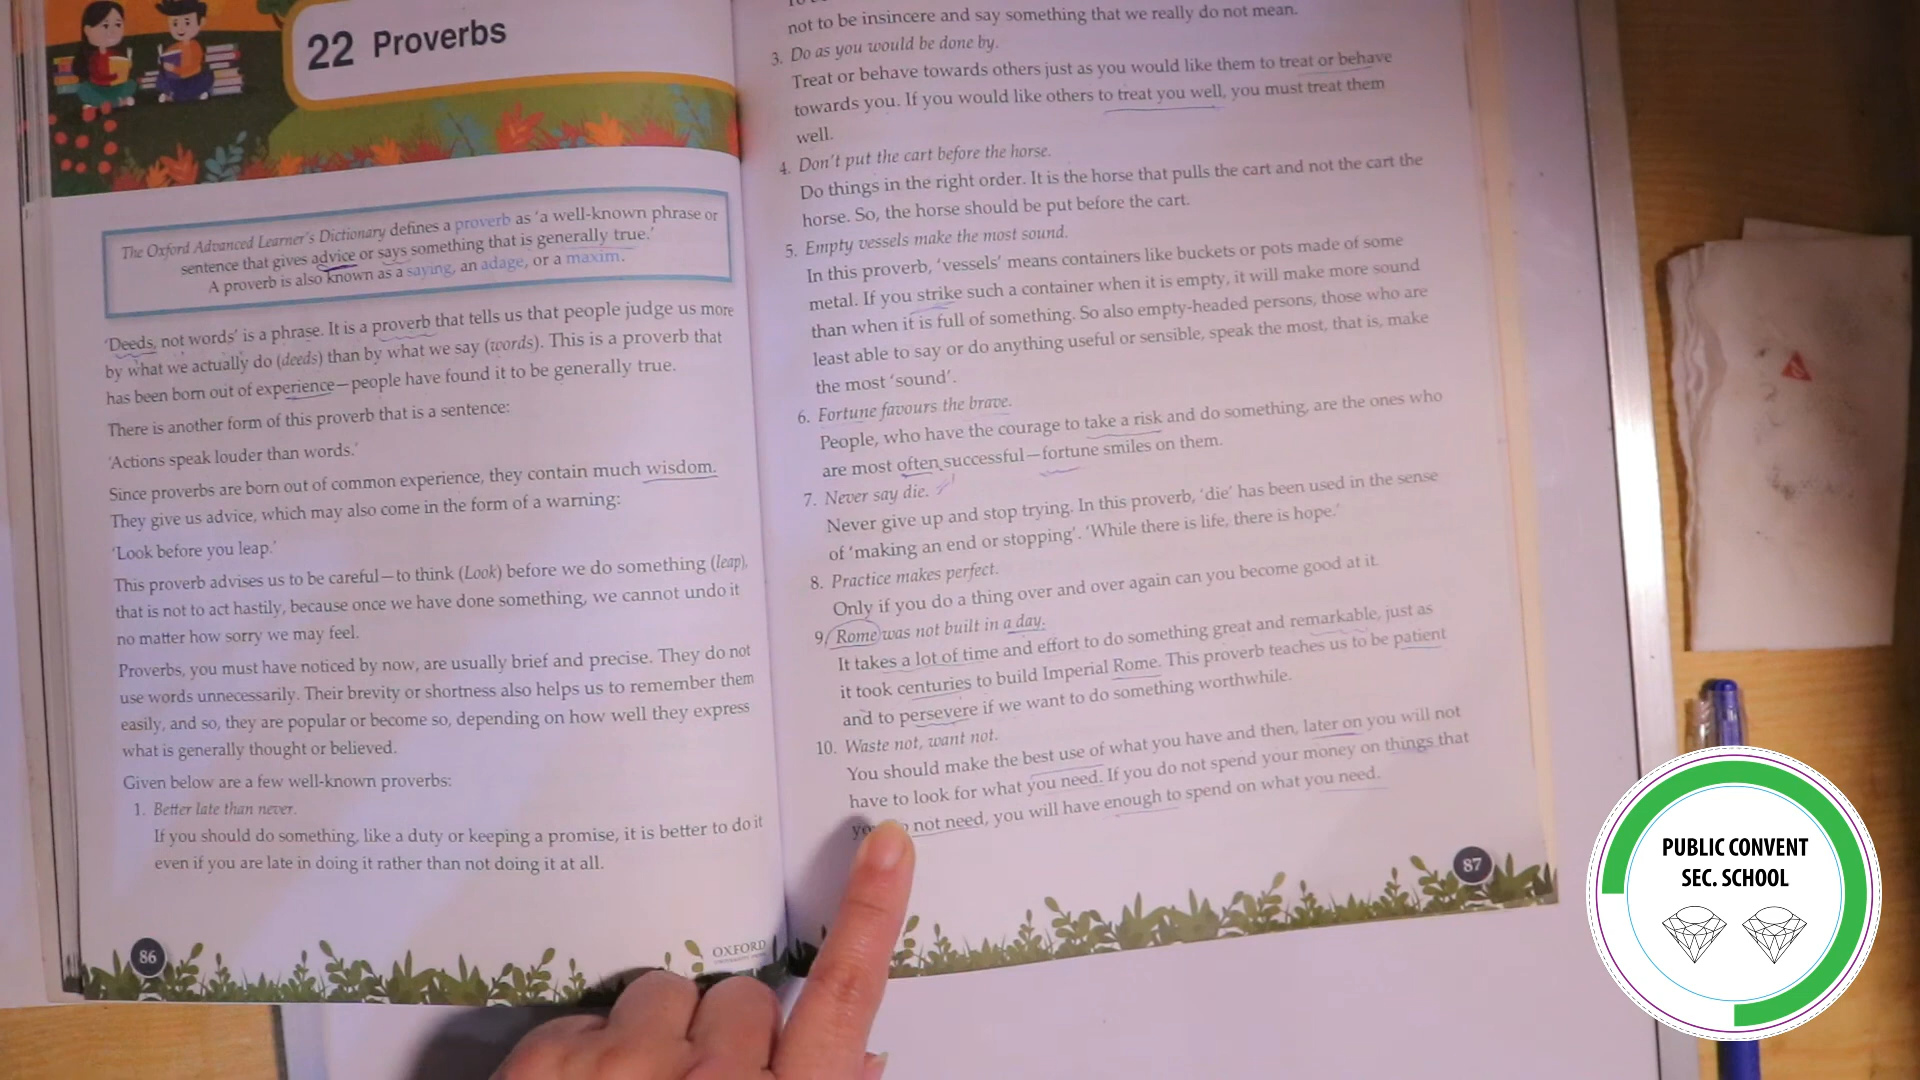 22 Proverbs
The Oxford Advanced Learner's Dictionary defines a proverb as 'a well-known phrase or
sentence that gives advice or says something that is generally true.'
A proverb is also known as a saying, an adage, or a maxim.
'Deeds, not words' is a phrase. It is a proverb that tells us that people judge us more
by what we actually do (deeds) than by what we say (words). This is a proverb that
has been born out of experience—people have found it to be generally true.
There is another form of this proverb that is a sentence:
'Actions speak louder than words.'
Since proverbs are born out of common experience, they contain much wisdom.
They give us advice, which may also come in the form of a warning:
'Look before you leap.'
This proverb advises us to be careful—to think (Look) before we do something (leap),
that is not to act hastily, because once we have done something, we cannot undo it
no matter how sorry we may feel.
Proverbs, you must have noticed by now, are usually brief and precise. They do not
use words unnecessarily. Their brevity or shortness also helps us to remember them
easily, and so, they are popular or become so, depending on how well they express
what is generally thought or believed.
Given below are a few well-known proverbs:
1. Better late than never.
If you should do something, like a duty or keeping a promise, it is better to do it
even if you are late in doing it rather than not doing it at all.
86
OXFORD
not to be insincere and say something that we really do not mean.
3. Do as you would be done by.
Treat or behave towards others just as you would like them to treat or behave
towards you. If you would like others to treat you well, you must treat them
well.
4. Don't put the cart before the horse.
Do things in the right order. It is the horse that pulls the cart and not the cart the
horse. So, the horse should be put before the cart.
5. Empty vessels make the most sound.
In this proverb, 'vessels' means containers like buckets or pots made of some
metal. If you strike such a container when it is empty, it will make more sound
than when it is full of something. So also empty-headed persons, those who are
least able to say or do anything useful or sensible, speak the most, that is, make
the most 'sound'.
6. Fortune favours the brave.
People, who have the courage to take a risk and do something, are the ones who
are most often successful—fortune smiles on them.
7. Never say die.
Never give up and stop trying. In this proverb, 'die' has been used in the sense
of 'making an end or stopping'. 'While there is life, there is hope.'
8. Practice makes perfect.
Only if you do a thing over and over again can you become good at it.
9. Rome was not built in a day.
It takes a lot of time and effort to do something great and remarkable, just as
it took centuries to build Imperial Rome. This proverb teaches us to be patient
and to persevere if we want to do something worthwhile.
10. Waste not, want not.
You should make the best use of what you have and then, later on you will not
have to look for what you need. If you do not spend your money on things that
not need, you will have enough to spend on what you need.
87
PUBLIC CONVENT
SEC. SCHOOL